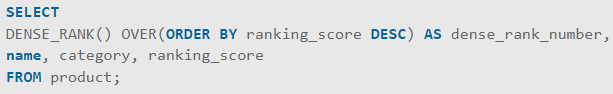 SELECT
DENSE_RANK() OVER(ORDER BY ranking_score DESC) AS dense_rank_number,
name, category, ranking_score
FROM product;